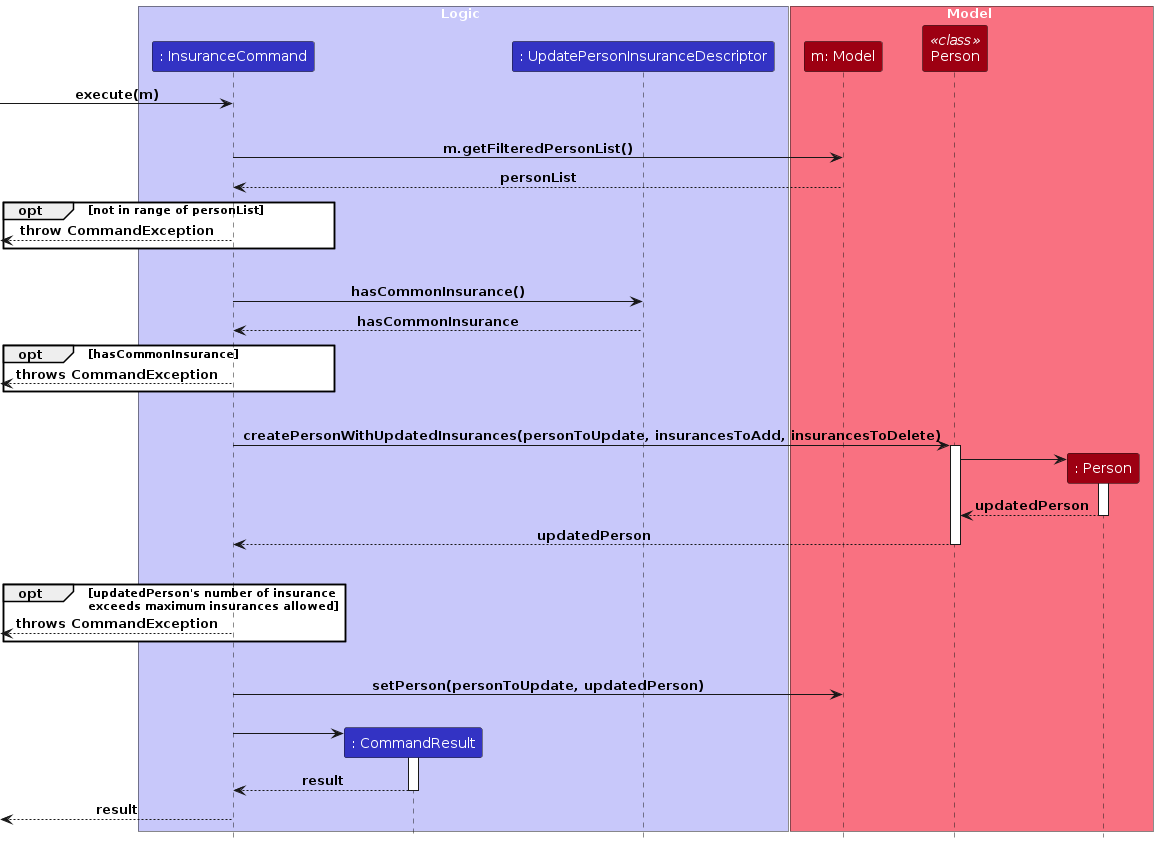 Logic
Model
: InsuranceCommand
: UpdatePersonInsuranceDescriptor
m: Model
«class»
Person
execute(m)
m.getFilteredPersonList()
personList
opt
[not in range of personList]
throw CommandException
hasCommonInsurance()
hasCommonInsurance
opt
[hasCommonInsurance]
throws CommandException
createPersonWithUpdatedInsurances(personToUpdate, insurancesToAdd, insurancesToDelete)
: Person
updatedPerson
updatedPerson
opt
[updatedPerson's number of insurance
exceeds maximum insurances allowed]
throws CommandException
setPerson(personToUpdate, updatedPerson)
: CommandResult
result
result